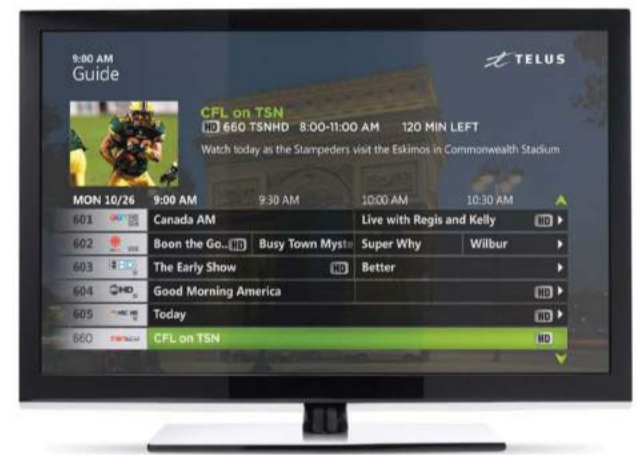 9:00 AM
Guide
TELUS
CFL on TSN
HD 660 TSNHD 8:00-11:00 AM 120 MIN LEFT
Watch today as the Stampeders visit the Eskimos in Commonwealth Stadium
MON 10/26 9:00 AM 9:30 AM 10:00 AM 10:30 AM
601 Canada AM Live with Regis and Kelly HD
602 Boon the Go.. HD Busy Town Myste Super Why Wilbur
603 The Early Show HD Better
604 HD Good Morning America HD
605 Today HD
660 CFL on TSN HD